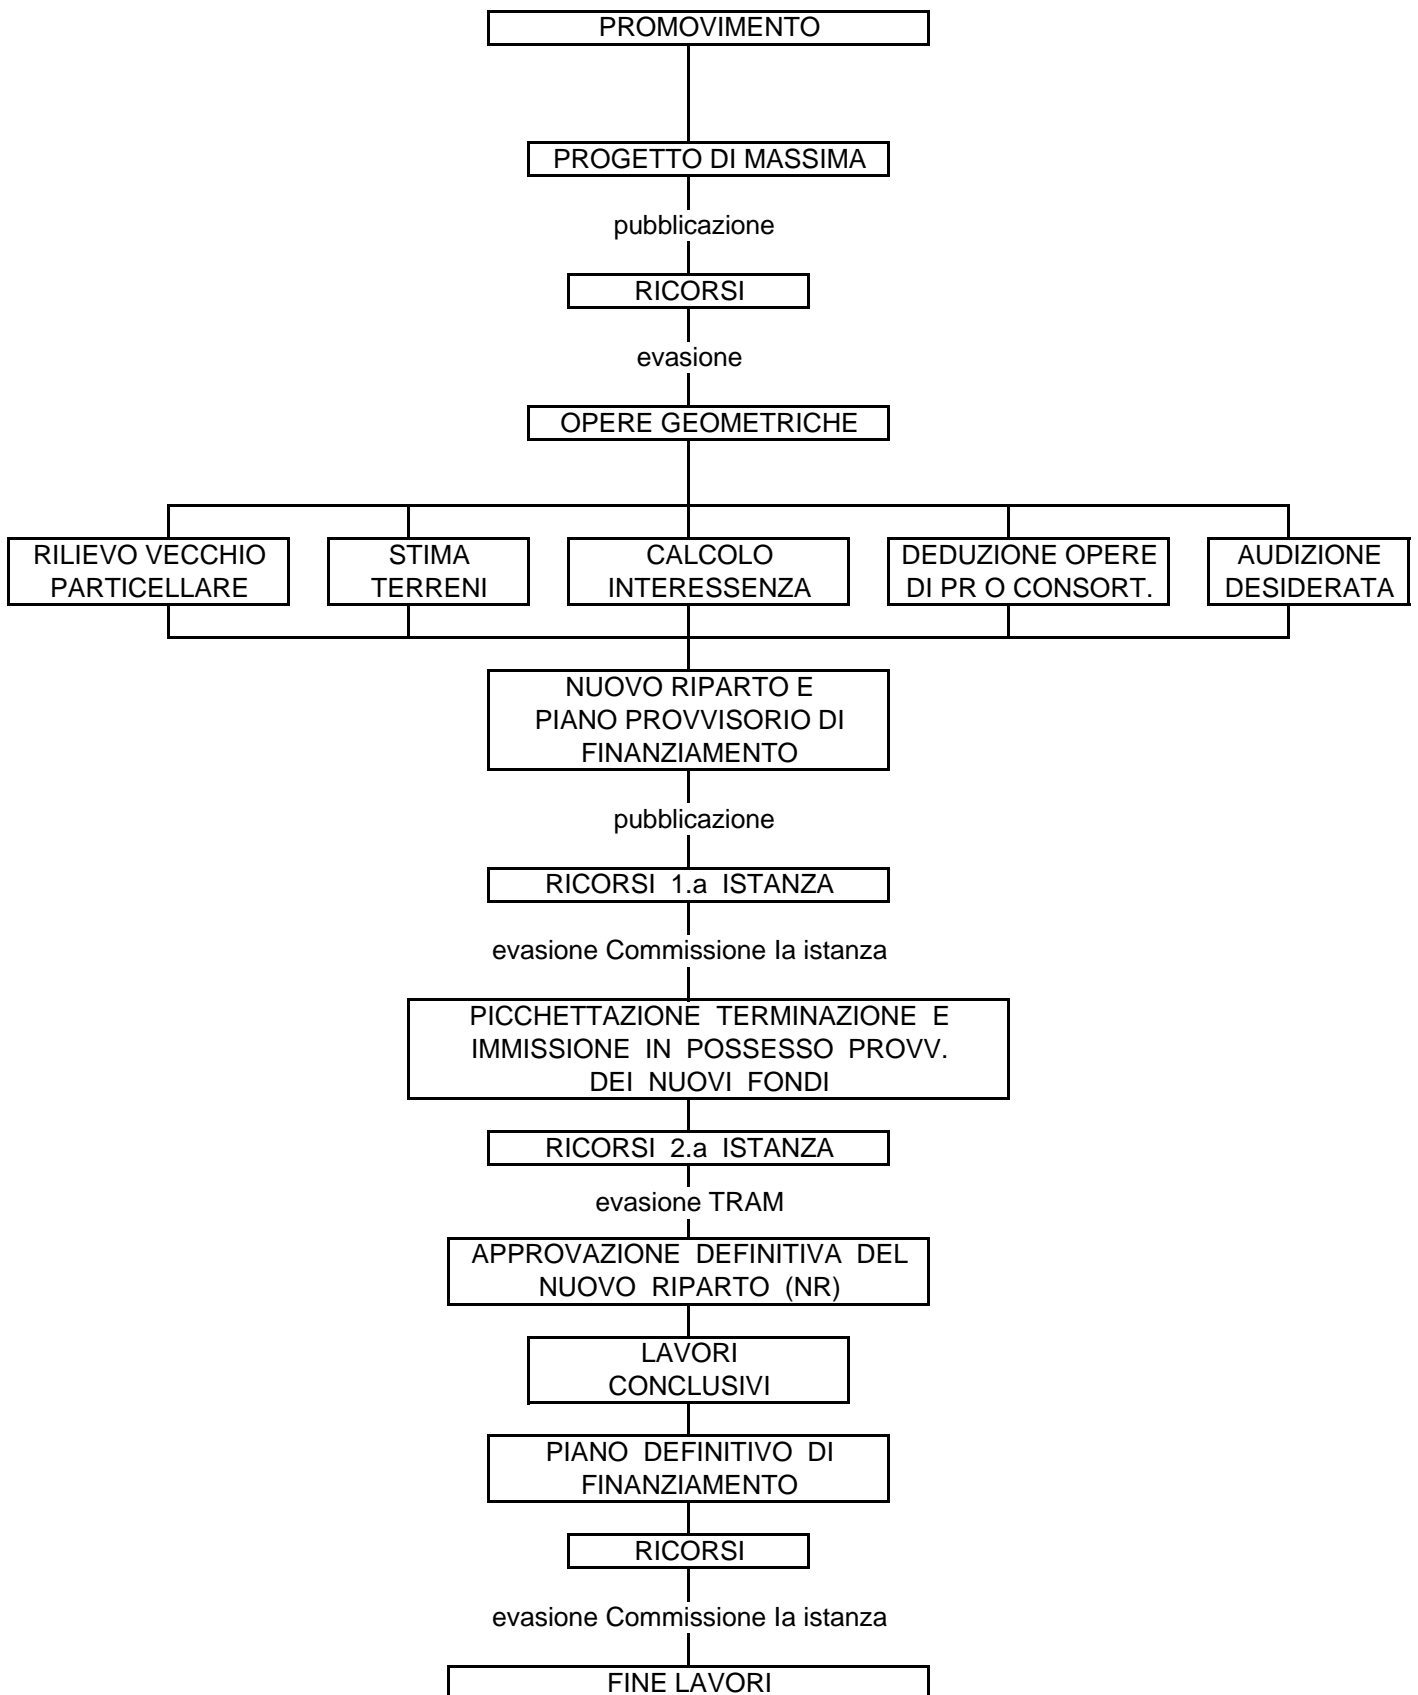 PROMOVIMENTO
PROGETTO DI MASSIMA
pubblicazione
RICORSI
evasione
OPERE GEOMETRICHE
RILIEVO VECCHIO
PARTICELLARE
STIMA
TERRENI
CALCOLO
INTERESSENZA
DEDUZIONE OPERE
DI PR O CONSORT.
AUDIZIONE
DESIDERATA
NUOVO RIPARTO E
PIANO PROVVISORIO DI
FINANZIAMENTO
pubblicazione
RICORSI 1.a ISTANZA
evasione Commissione Ia istanza
PICCHETTAZIONE TERMINAZIONE E
IMMISSIONE IN POSSESSO PROVV.
DEI NUOVI FONDI
RICORSI 2.a ISTANZA
evasione TRAM
APPROVAZIONE DEFINITIVA DEL
NUOVO RIPARTO (NR)
LAVORI
CONCLUSIVI
PIANO DEFINITIVO DI
FINANZIAMENTO
RICORSI
evasione Commissione Ia istanza
FINE LAVORI